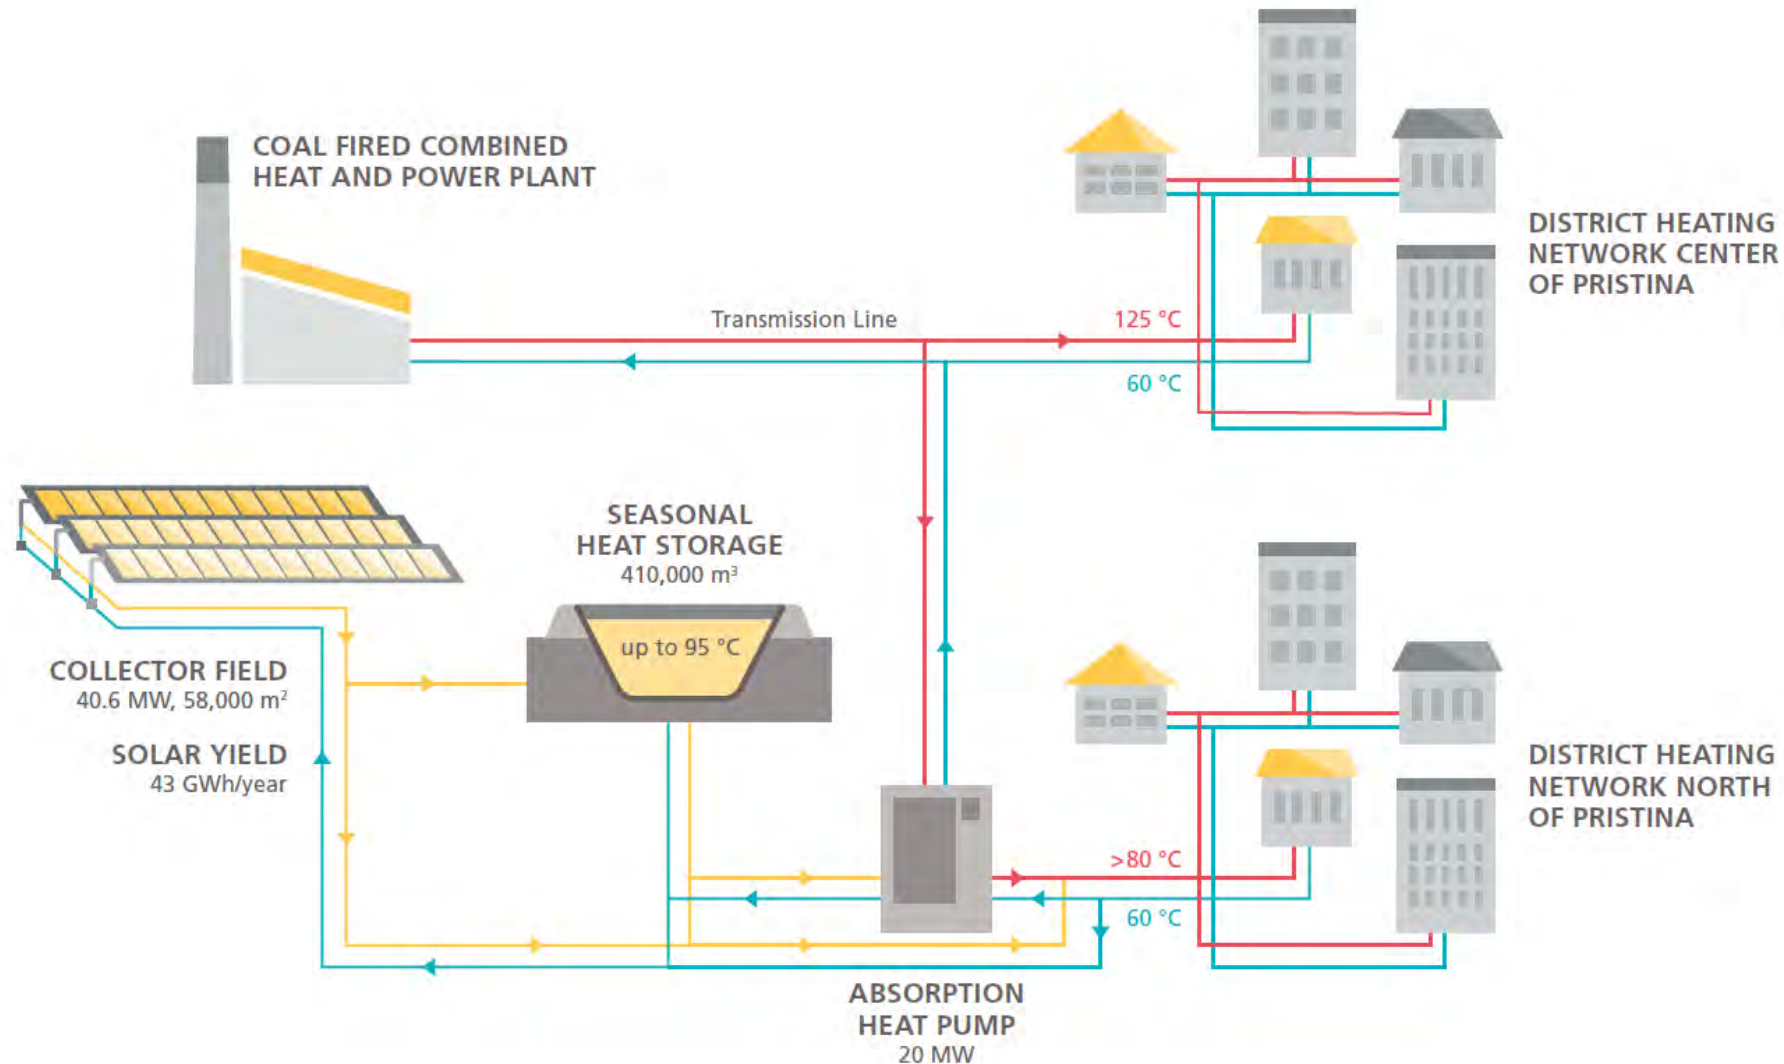 COAL FIRED COMBINED
HEAT AND POWER PLANT
DISTRICT HEATING
NETWORK CENTER
OF PRISTINA
Transmission Line
125 °C
60 °C
SEASONAL
HEAT STORAGE
410,000 m³
up to 95 °C
COLLECTOR FIELD
40.6 MW, 58,000 m²
SOLAR YIELD
43 GWh/year
DISTRICT HEATING
NETWORK NORTH
OF PRISTINA
>80 °C
60 °C
ABSORPTION
HEAT PUMP
20 MW